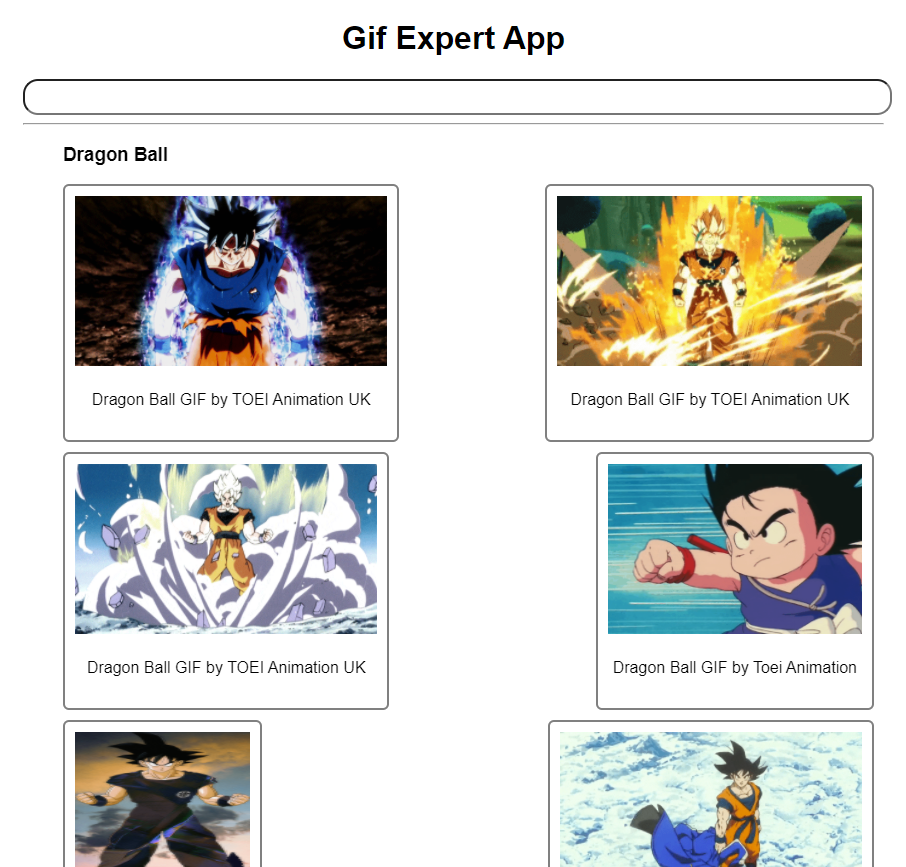 Gif Expert App
Dragon Ball
Dragon Ball GIF by TOEI Animation UK
Dragon Ball GIF by TOEI Animation UK
Dragon Ball GIF by TOEI Animation UK
Dragon Ball GIF by Toei Animation